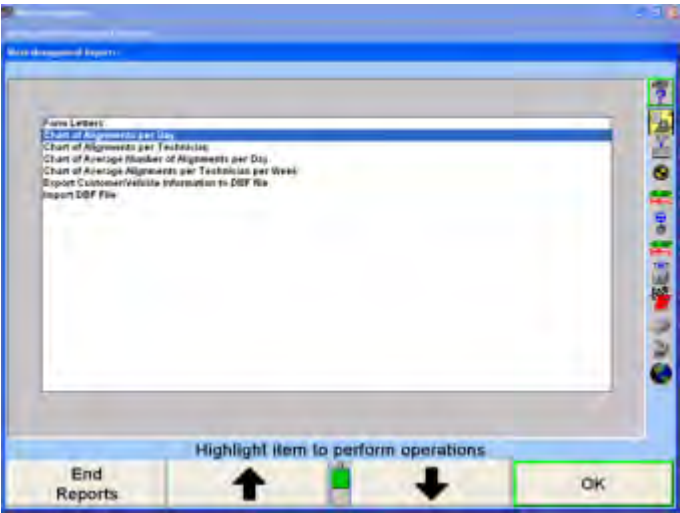 Form Letters
Chart of Alignments per Day
Chart of Alignments per Technician
Chart of Average Number of Alignments per Day
Chart of Average Alignments per Technician per Week
Export Customer/Vehicle Information to DBF file
Import DBF File
Highlight item to perform operations
End
Reports
OK